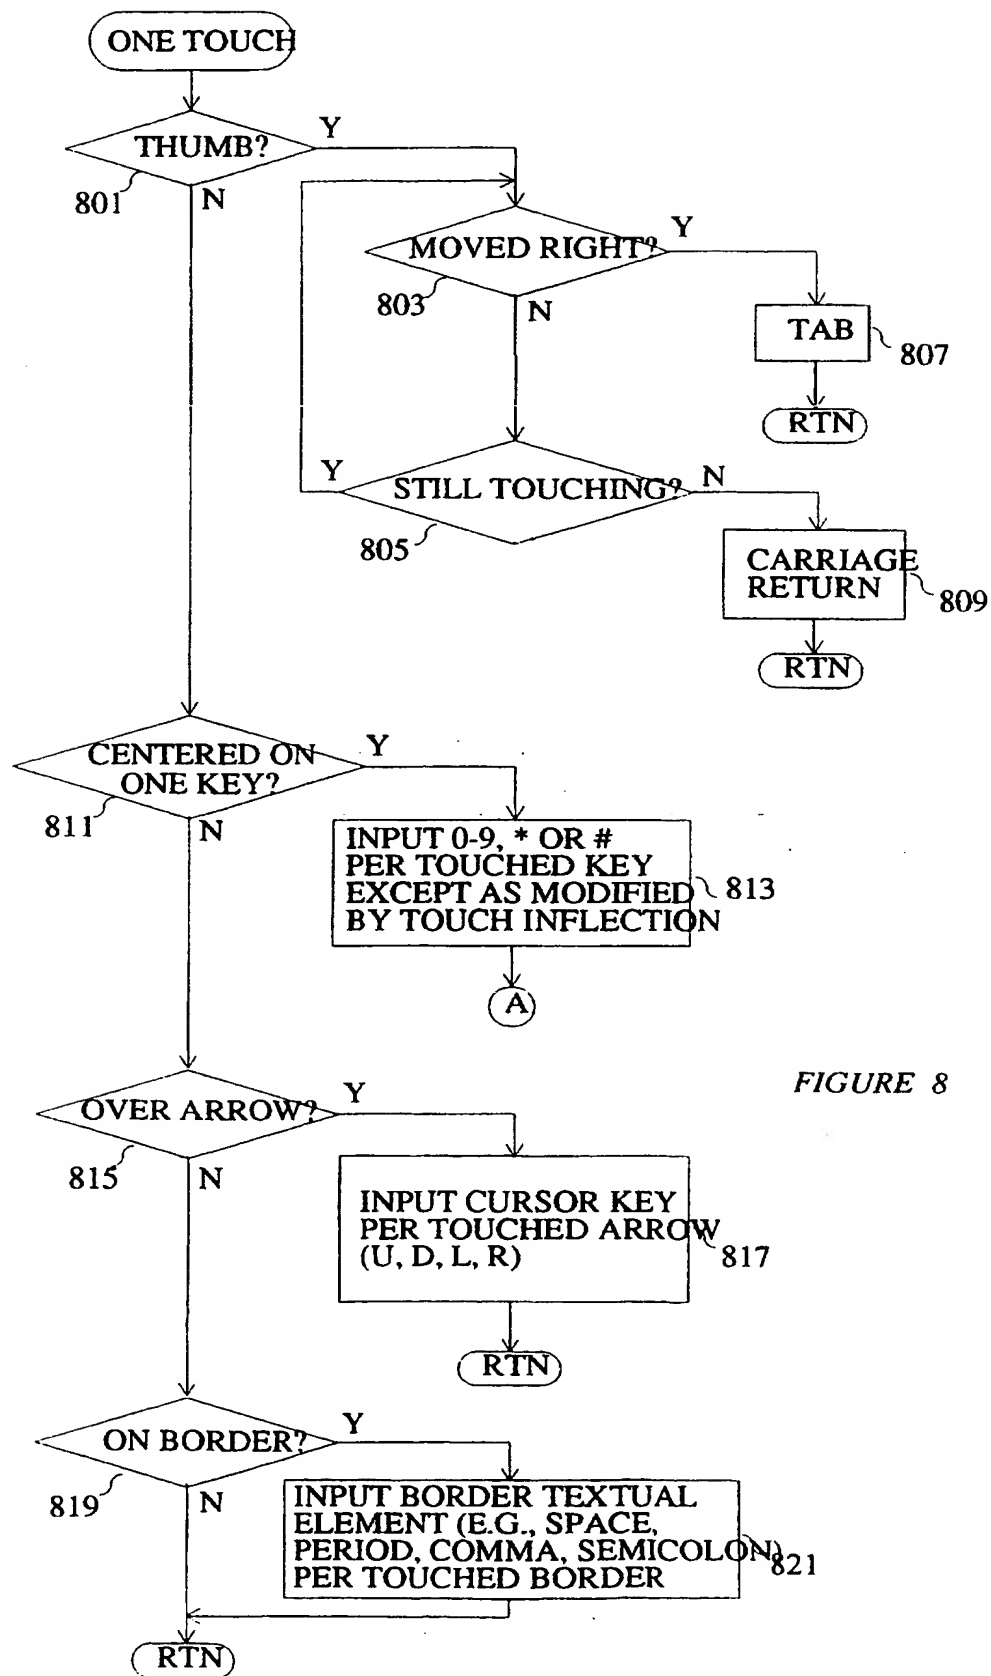 ONE TOUCH
THUMB?
Y
801
N
MOVED RIGHT?
Y
803
N
TAB
807
RTN
Y
STILL TOUCHING?
N
805
CARRIAGE
RETURN
809
RTN
CENTERED ON
ONE KEY?
Y
811
N
INPUT 0-9, * OR #
PER TOUCHED KEY
EXCEPT AS MODIFIED
BY TOUCH INFLECTION
813
A
FIGURE 8
OVER ARROW?
Y
815
N
INPUT CURSOR KEY
PER TOUCHED ARROW
(U, D, L, R)
817
RTN
ON BORDER?
Y
819
N
INPUT BORDER TEXTUAL
ELEMENT (E.G., SPACE,
PERIOD, COMMA, SEMICOLON)
PER TOUCHED BORDER
821
RTN